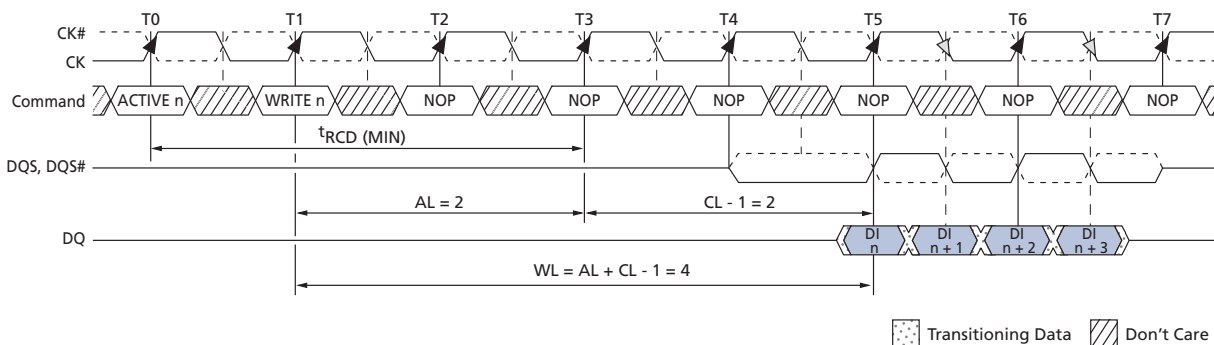 T0 T1 T2 T3 T4 T5 T6 T7
CK#
CK
Command ACTIVE n WRITE n NOP NOP NOP NOP NOP NOP
tRCD (MIN)
DQS, DQS#
AL = 2 CL - 1 = 2
DQ DI n DI n + 1 DI n + 2 DI n + 3
WL = AL + CL - 1 = 4
Transitioning Data Don't Care